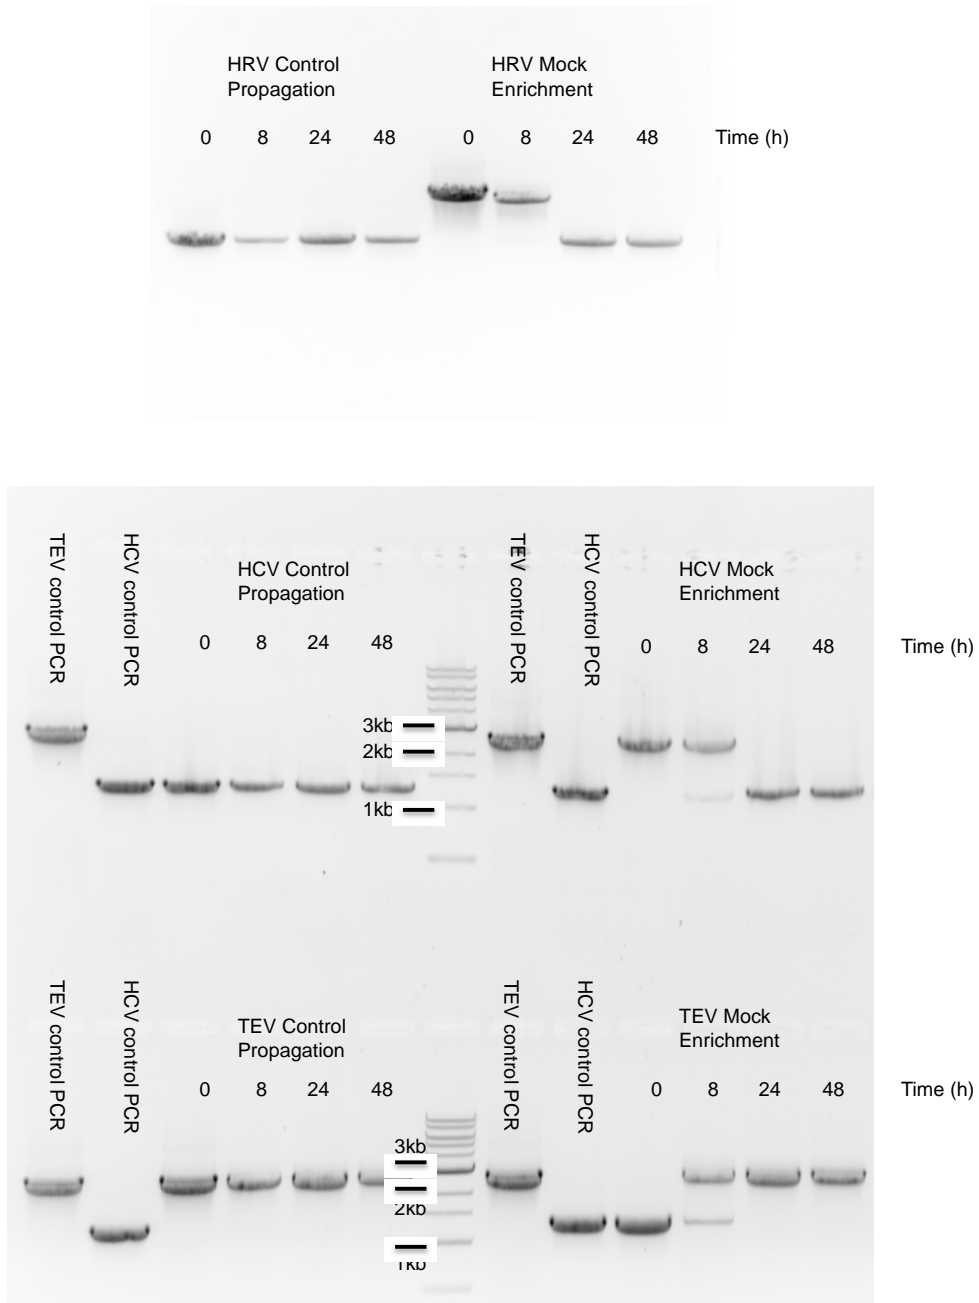 HRV Control
Propagation
HRV Mock
Enrichment
0 8 24 48 0 8 24 48 Time (h)
TEV control PCR
HCV control PCR
HCV Control
Propagation
TEV control PCR
HCV control PCR
HCV Mock
Enrichment
0 8 24 48 0 8 24 48 Time (h)
3kb
2kb
1kb
TEV control PCR
HCV control PCR
TEV Control
Propagation
TEV control PCR
HCV control PCR
TEV Mock
Enrichment
0 8 24 48 0 8 24 48 Time (h)
3kb
2kb
1kb